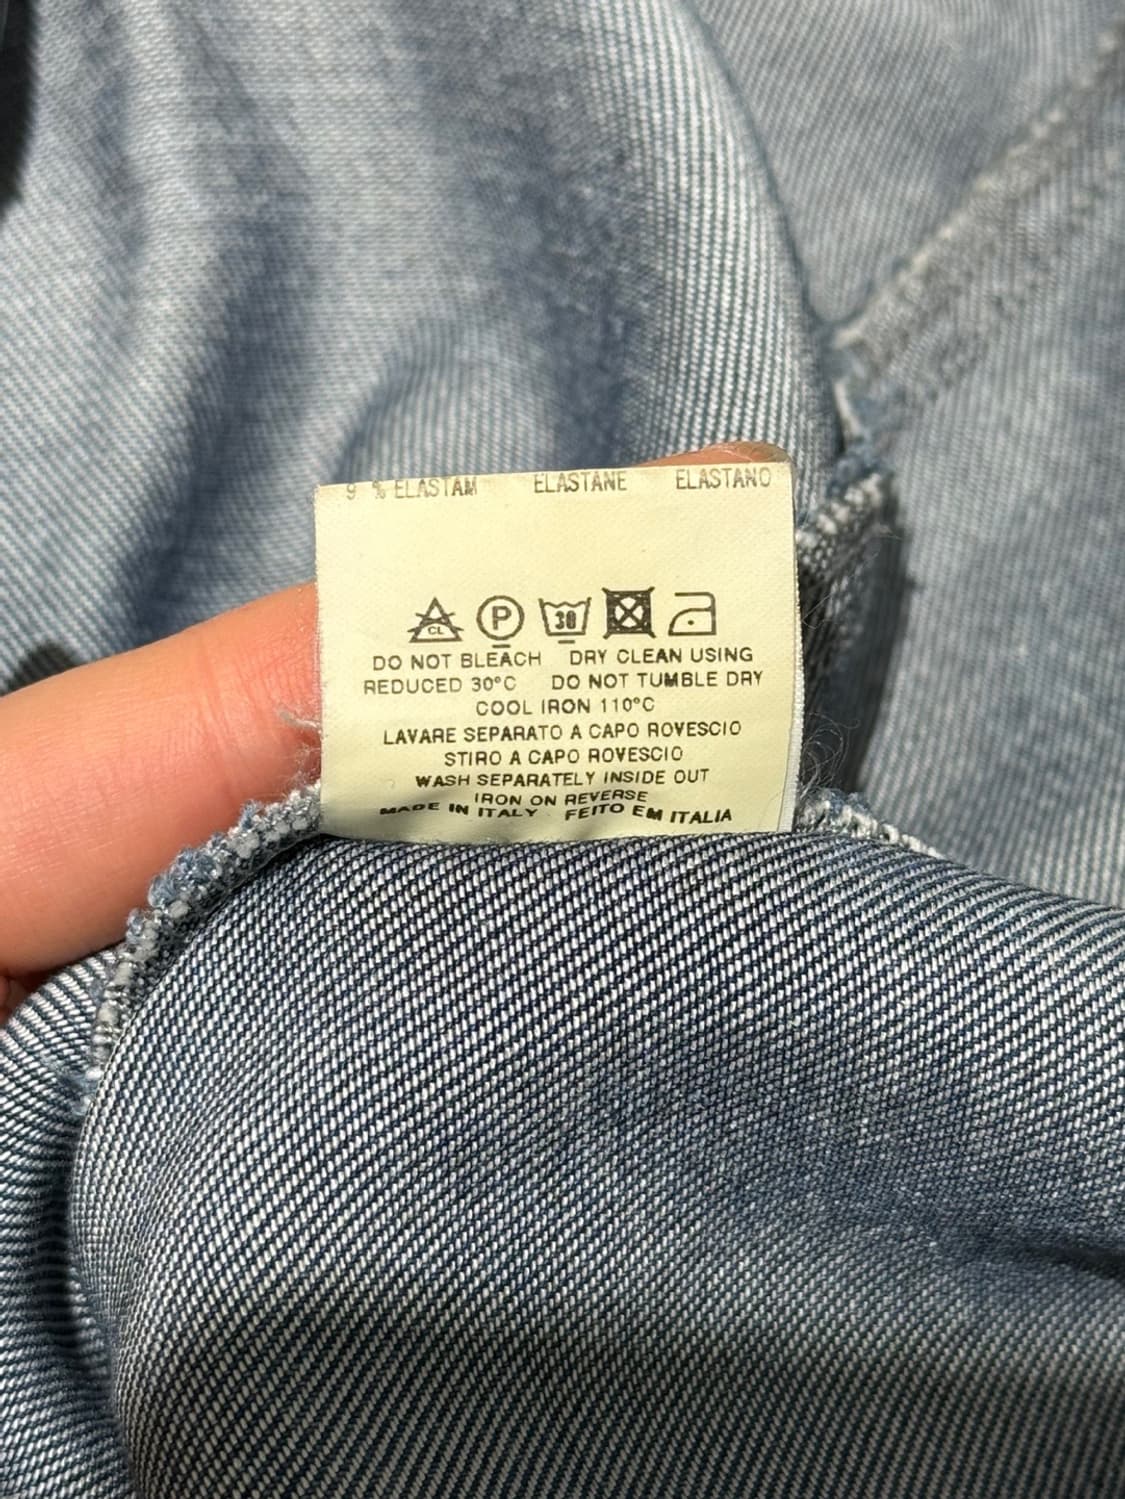 9 % ELASTAM ELASTANE ELASTANO
CL P 30
DO NOT BLEACH DRY CLEAN USING
REDUCED 30°C DO NOT TUMBLE DRY
COOL IRON 110°C
LAVARE SEPARATO A CAPO ROVESCIO
STIRO A CAPO ROVESCIO
WASH SEPARATELY INSIDE OUT
IRON ON REVERSE
MADE IN ITALY - FEITO EM ITALIA